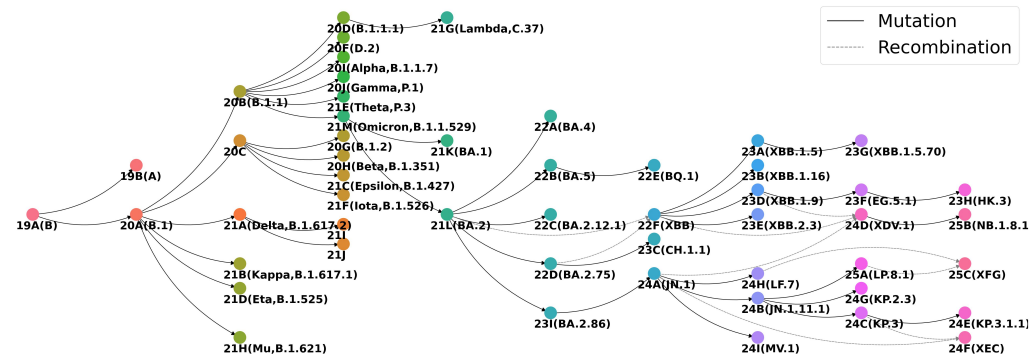 Mutation
Recombination
20D(B.1.1.1)
21G(Lambda,C.37)
20F(D.2)
20I(Alpha,B.1.1.7)
20J(Gamma,P.1)
20B(B.1.1)
21E(Theta,P.3)
21M(Omicron,B.1.1.529)
22A(BA.4)
20G(B.1.2)
20C
21K(BA.1)
23A(XBB.1.5)
23G(XBB.1.5.70)
20H(Beta,B.1.351)
19B(A)
21C(Epsilon,B.1.427)
22B(BA.5)
22E(BQ.1)
23B(XBB.1.16)
21F(Iota,B.1.526)
23D(XBB.1.9)
23F(EG.5.1)
23H(HK.3)
19A(B)
20A(B.1)
21A(Delta,B.1.617.2)
21L(BA.2)
22C(BA.2.12.1)
22F(XBB)
23E(XBB.2.3)
24D(XDV.1)
25B(NB.1.8.1
21I
23C(CH.1.1)
21J
21B(Kappa,B.1.617.1)
22D(BA.2.75)
25A(LP.8.1)
25C(XFG)
24A(JN.1)
24H(LF.7)
21D(Eta,B.1.525)
24G(KP.2.3)
24B(JN.1.11.1)
23I(BA.2.86)
24C(KP.3)
24E(KP.3.1.1)
21H(Mu,B.1.621)
24I(MV.1)
24F(XEC)